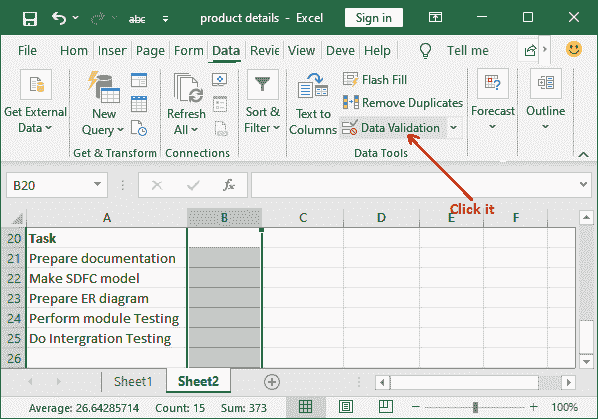 abc product details - Excel Sign in
File Hom Inser Page Form Data Revie View Deve Help Tell me
Get External Data
New Query
Get & Transform
Refresh All
Connections
Sort & Filter
Text to Columns
Flash Fill
Remove Duplicates
Data Validation
Data Tools
Forecast
Outline
Click it
B20 fx
A B C D E F
20 Task
21 Prepare documentation
22 Make SDFC model
23 Prepare ER diagram
24 Perform module Testing
25 Do Intergration Testing
26
Sheet1 Sheet2
Average: 26.64285714 Count: 15 Sum: 373 100%